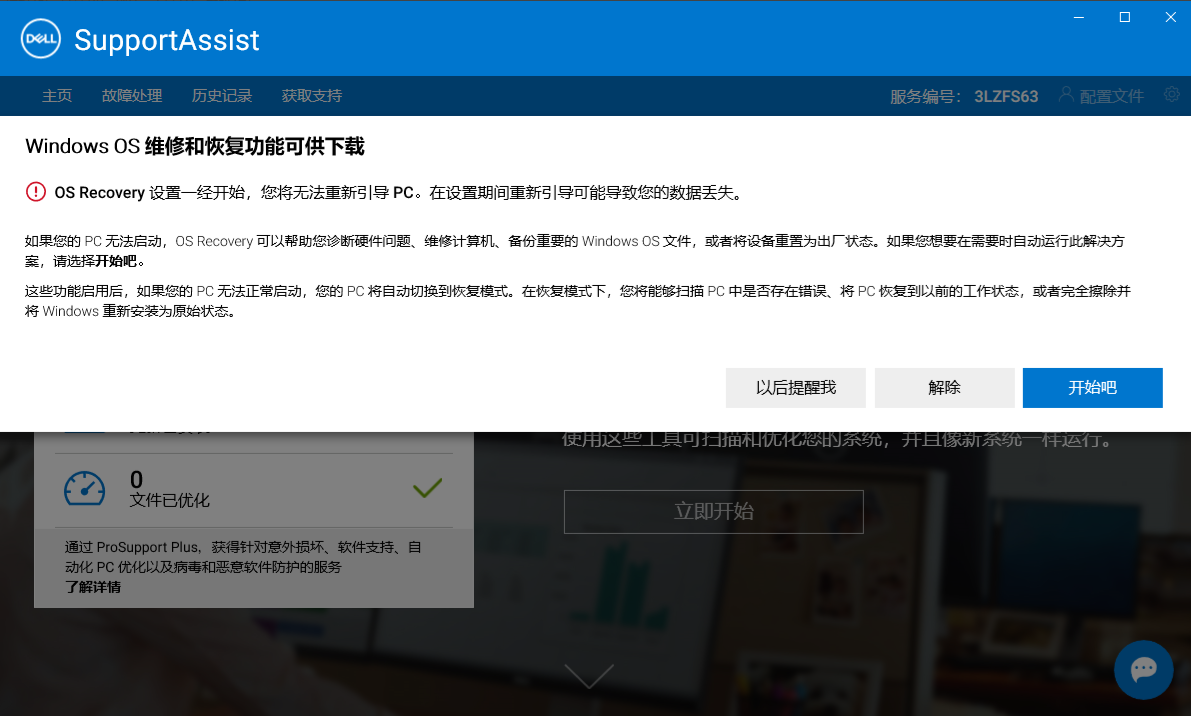 DELL
SupportAssist
主页 故障处理 历史记录 获取支持 服务编号： 3LZFS63 配置文件
Windows OS 维修和恢复功能可供下载
OS Recovery 设置一经开始，您将无法重新引导 PC。在设置期间重新引导可能导致您的数据丢失。
如果您的 PC 无法启动，OS Recovery 可以帮助您诊断硬件问题、维修计算机、备份重要的 Windows OS 文件，或者将设备重置为出厂状态。如果您想要在需要时自动运行此解决方
案，请选择开始吧。
这些功能启用后，如果您的 PC 无法正常启动，您的 PC 将自动切换到恢复模式。在恢复模式下，您将能够扫描 PC 中是否存在错误、将 PC 恢复到以前的工作状态，或者完全擦除并
将 Windows 重新安装为原始状态。
以后提醒我 解除 开始吧
使用这些工具可扫描和优化您的系统，并且像新系统一样运行。
0
文件已优化
立即开始
通过 ProSupport Plus，获得针对意外损坏、软件支持、自
动化 PC 优化以及病毒和恶意软件防护的服务
了解详情